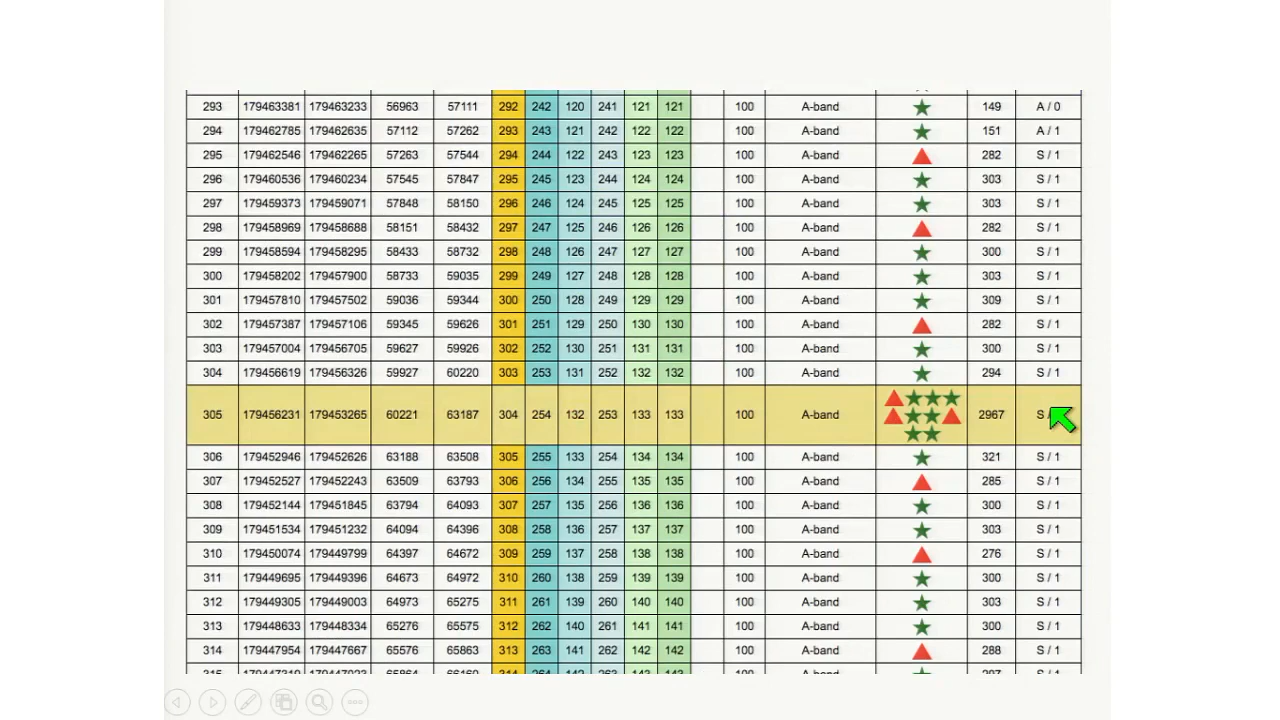 293 179463381 179463233 56963 57111 292 242 120 241 121 121 100 A-band 149 A / 0
294 179462785 179462635 57112 57262 293 243 121 242 122 122 100 A-band 151 A / 1
295 179462546 179462265 57263 57544 294 244 122 243 123 123 100 A-band 282 S / 1
296 179460536 179460234 57545 57847 295 245 123 244 124 124 100 A-band 303 S / 1
297 179459373 179459071 57848 58150 296 246 124 245 125 125 100 A-band 303 S / 1
298 179458969 179458688 58151 58432 297 247 125 246 126 126 100 A-band 282 S / 1
299 179458594 179458295 58433 58732 298 248 126 247 127 127 100 A-band 300 S / 1
300 179458202 179457900 58733 59035 299 249 127 248 128 128 100 A-band 303 S / 1
301 179457810 179457502 59036 59344 300 250 128 249 129 129 100 A-band 309 S / 1
302 179457387 179457106 59345 59626 301 251 129 250 130 130 100 A-band 282 S / 1
303 179457004 179456705 59627 59926 302 252 130 251 131 131 100 A-band 300 S / 1
304 179456619 179456326 59927 60220 303 253 131 252 132 132 100 A-band 294 S / 1
305 179456231 179453265 60221 63187 304 254 132 253 133 133 100 A-band 2967 S
306 179452946 179452626 63188 63508 305 255 133 254 134 134 100 A-band 321 S / 1
307 179452527 179452243 63509 63793 306 256 134 255 135 135 100 A-band 285 S / 1
308 179452144 179451845 63794 64093 307 257 135 256 136 136 100 A-band 300 S / 1
309 179451534 179451232 64094 64396 308 258 136 257 137 137 100 A-band 303 S / 1
310 179450074 179449799 64397 64672 309 259 137 258 138 138 100 A-band 276 S / 1
311 179449695 179449396 64673 64972 310 260 138 259 139 139 100 A-band 300 S / 1
312 179449305 179449003 64973 65275 311 261 139 260 140 140 100 A-band 303 S / 1
313 179448633 179448334 65276 65575 312 262 140 261 141 141 100 A-band 300 S / 1
314 179447954 179447667 65576 65863 313 263 141 262 142 142 100 A-band 288 S / 1